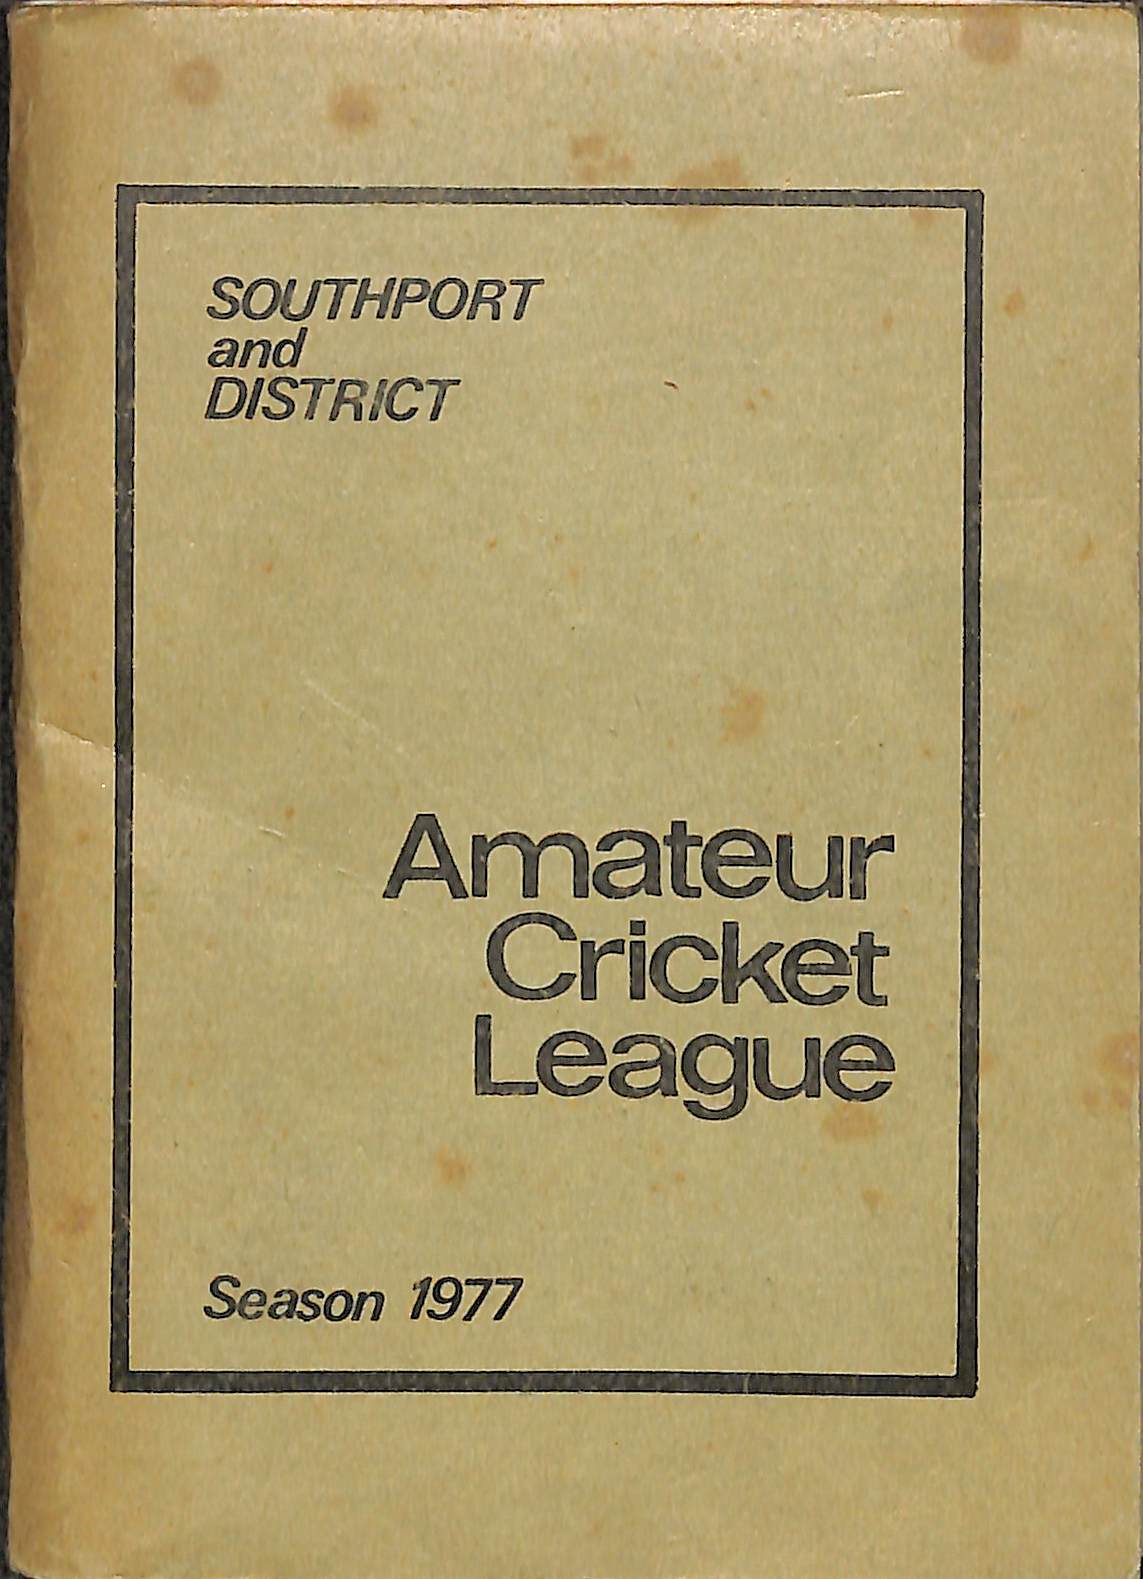 SOUTHPORT
and
DISTRICT
Amateur
Cricket
League
Season 1977